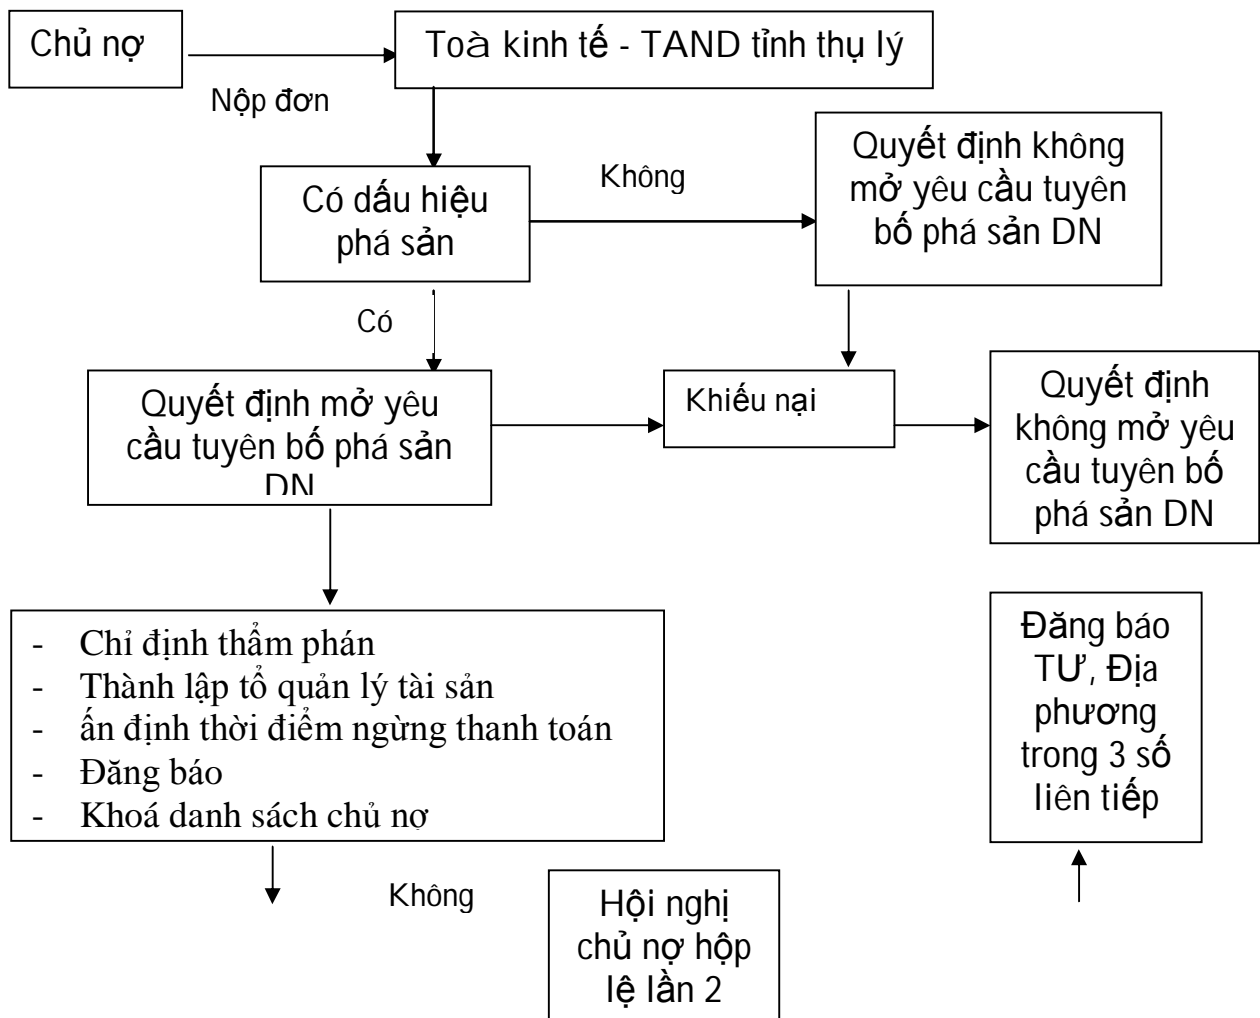 Chủ nợ
Toà kinh tế - TAND tỉnh thụ lý
Nộp đơn
Có dấu hiệu
phá sản
Không
Quyết định không
mở yêu cầu tuyên
bố phá sản DN
Có
Quyết định mở yêu
cầu tuyên bố phá sản
DN
Khiếu nại
Quyết định
không mở yêu
cầu tuyên bố
phá sản DN
- Chỉ định thẩm phán
- Thành lập tổ quản lý tài sản
- ấn định thời điểm ngừng thanh toán
- Đăng báo
- Khoá danh sách chủ nợ
Đăng báo
TƯ, Địa
phương
trong 3 số
liên tiếp
Không
Hội nghị
chủ nợ hộp
lệ lần 2